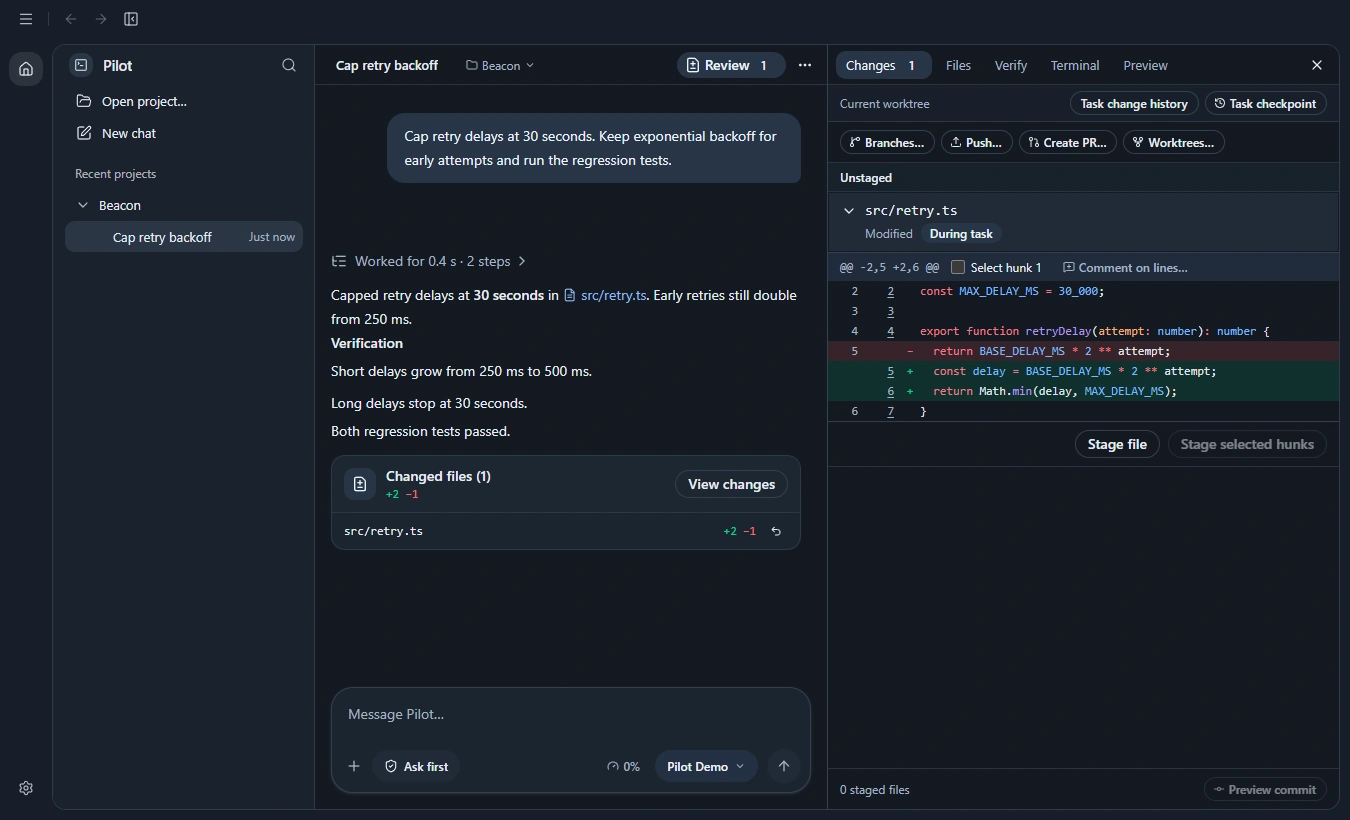 Pilot
Open project...
New chat
Recent projects
Beacon
Cap retry backoff Just now
Cap retry backoff Beacon Review 1
Cap retry delays at 30 seconds. Keep exponential backoff for
early attempts and run the regression tests.
Worked for 0.4 s · 2 steps
Capped retry delays at 30 seconds in src/retry.ts. Early retries still double
from 250 ms.
Verification
Short delays grow from 250 ms to 500 ms.
Long delays stop at 30 seconds.
Both regression tests passed.
Changed files (1)
+2 −1
View changes
src/retry.ts +2 −1
Message Pilot...
Ask first 0% Pilot Demo
Changes 1 Files Verify Terminal Preview
Current worktree Task change history Task checkpoint
Branches... Push... Create PR... Worktrees...
Unstaged
src/retry.ts
Modified During task
@@ -2,5 +2,6 @@ Select hunk 1 Comment on lines...
2 2 const MAX_DELAY_MS = 30_000;
3 3
4 4 export function retryDelay(attempt: number): number {
5 − return BASE_DELAY_MS * 2 ** attempt;
5 + const delay = BASE_DELAY_MS * 2 ** attempt;
6 + return Math.min(delay, MAX_DELAY_MS);
6 7 }
Stage file Stage selected hunks
0 staged files Preview commit